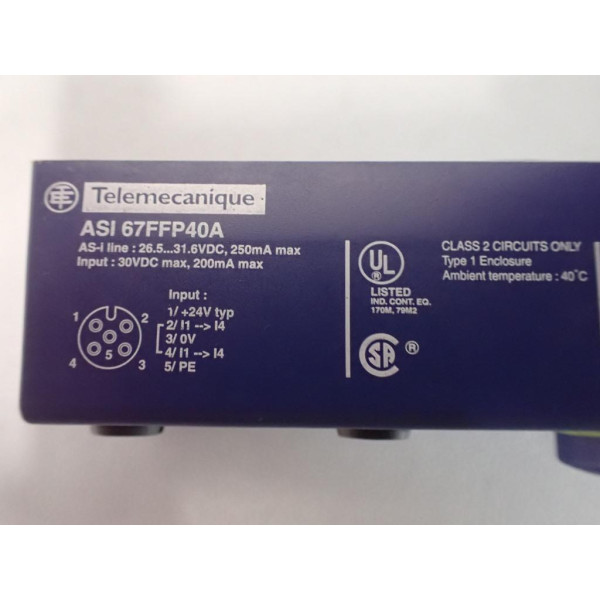 Telemecanique
ASI 67FFP40A
AS-i line : 26.5...31.6VDC, 250mA max
Input : 30VDC max, 200mA max
Input :
1/ +24V typ
2/ I1 --> I4
3/ 0V
4/ I1 --> I4
5/ PE
1 2
5
4 3
UL ®
LISTED
IND. CONT. EQ.
170M, 79M2
SA ®
CLASS 2 CIRCUITS ONLY
Type 1 Enclosure
Ambient temperature : 40°C